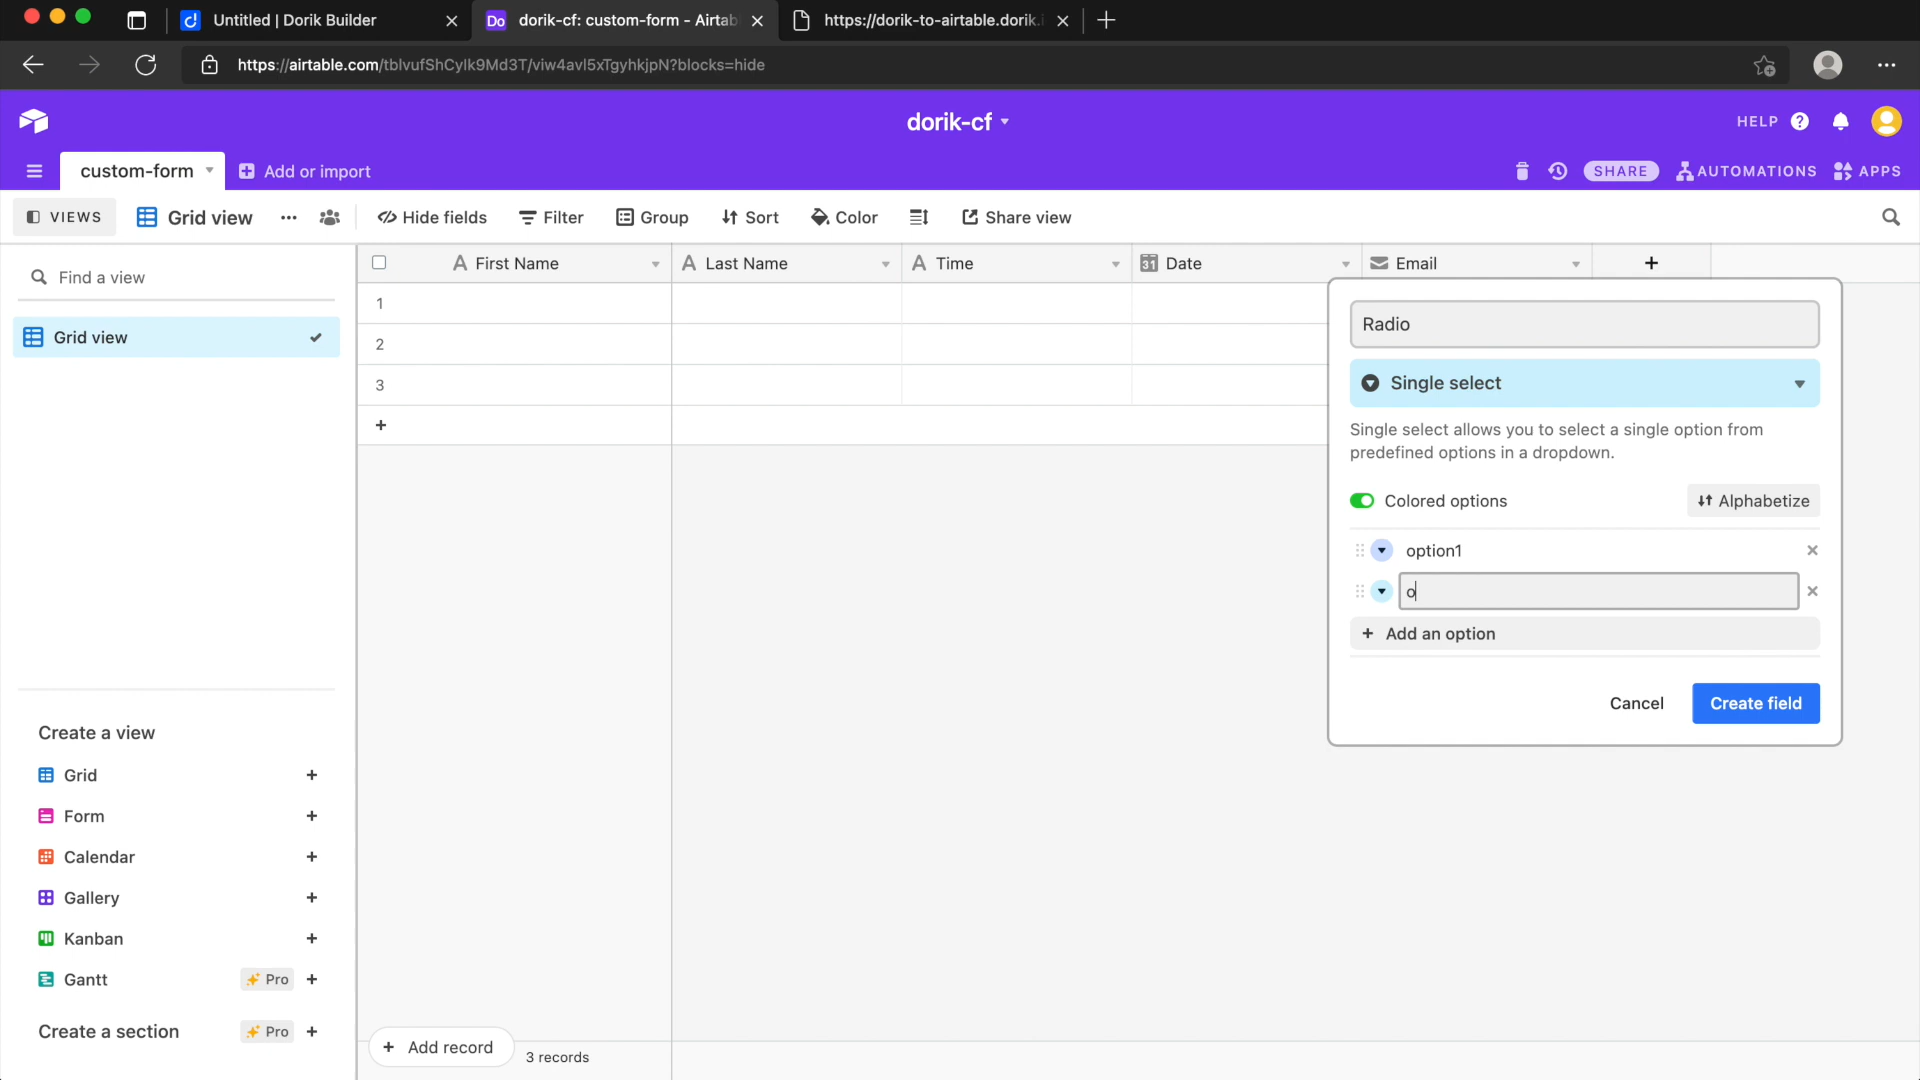 Untitled | Dorik Builder
Do dorik-cf: custom-form - Airtab
https://dorik-to-airtable.dorik.i
https://airtable.com/tblvufShCylk9Md3T/viw4avl5xTgyhkjpN?blocks=hide
dorik-cf
HELP
custom-form
Add or import
SHARE
AUTOMATIONS
APPS
VIEWS
Grid view
Hide fields
Filter
Group
Sort
Color
Share view
Find a view
Grid view
First Name
Last Name
Time
31 Date
Email
1
2
3
Radio
Single select
Single select allows you to select a single option from
predefined options in a dropdown.
Colored options
Alphabetize
option1
o
Add an option
Cancel
Create field
Create a view
Grid
Form
Calendar
Gallery
Kanban
Gantt
Pro
Create a section
Pro
Add record
3 records